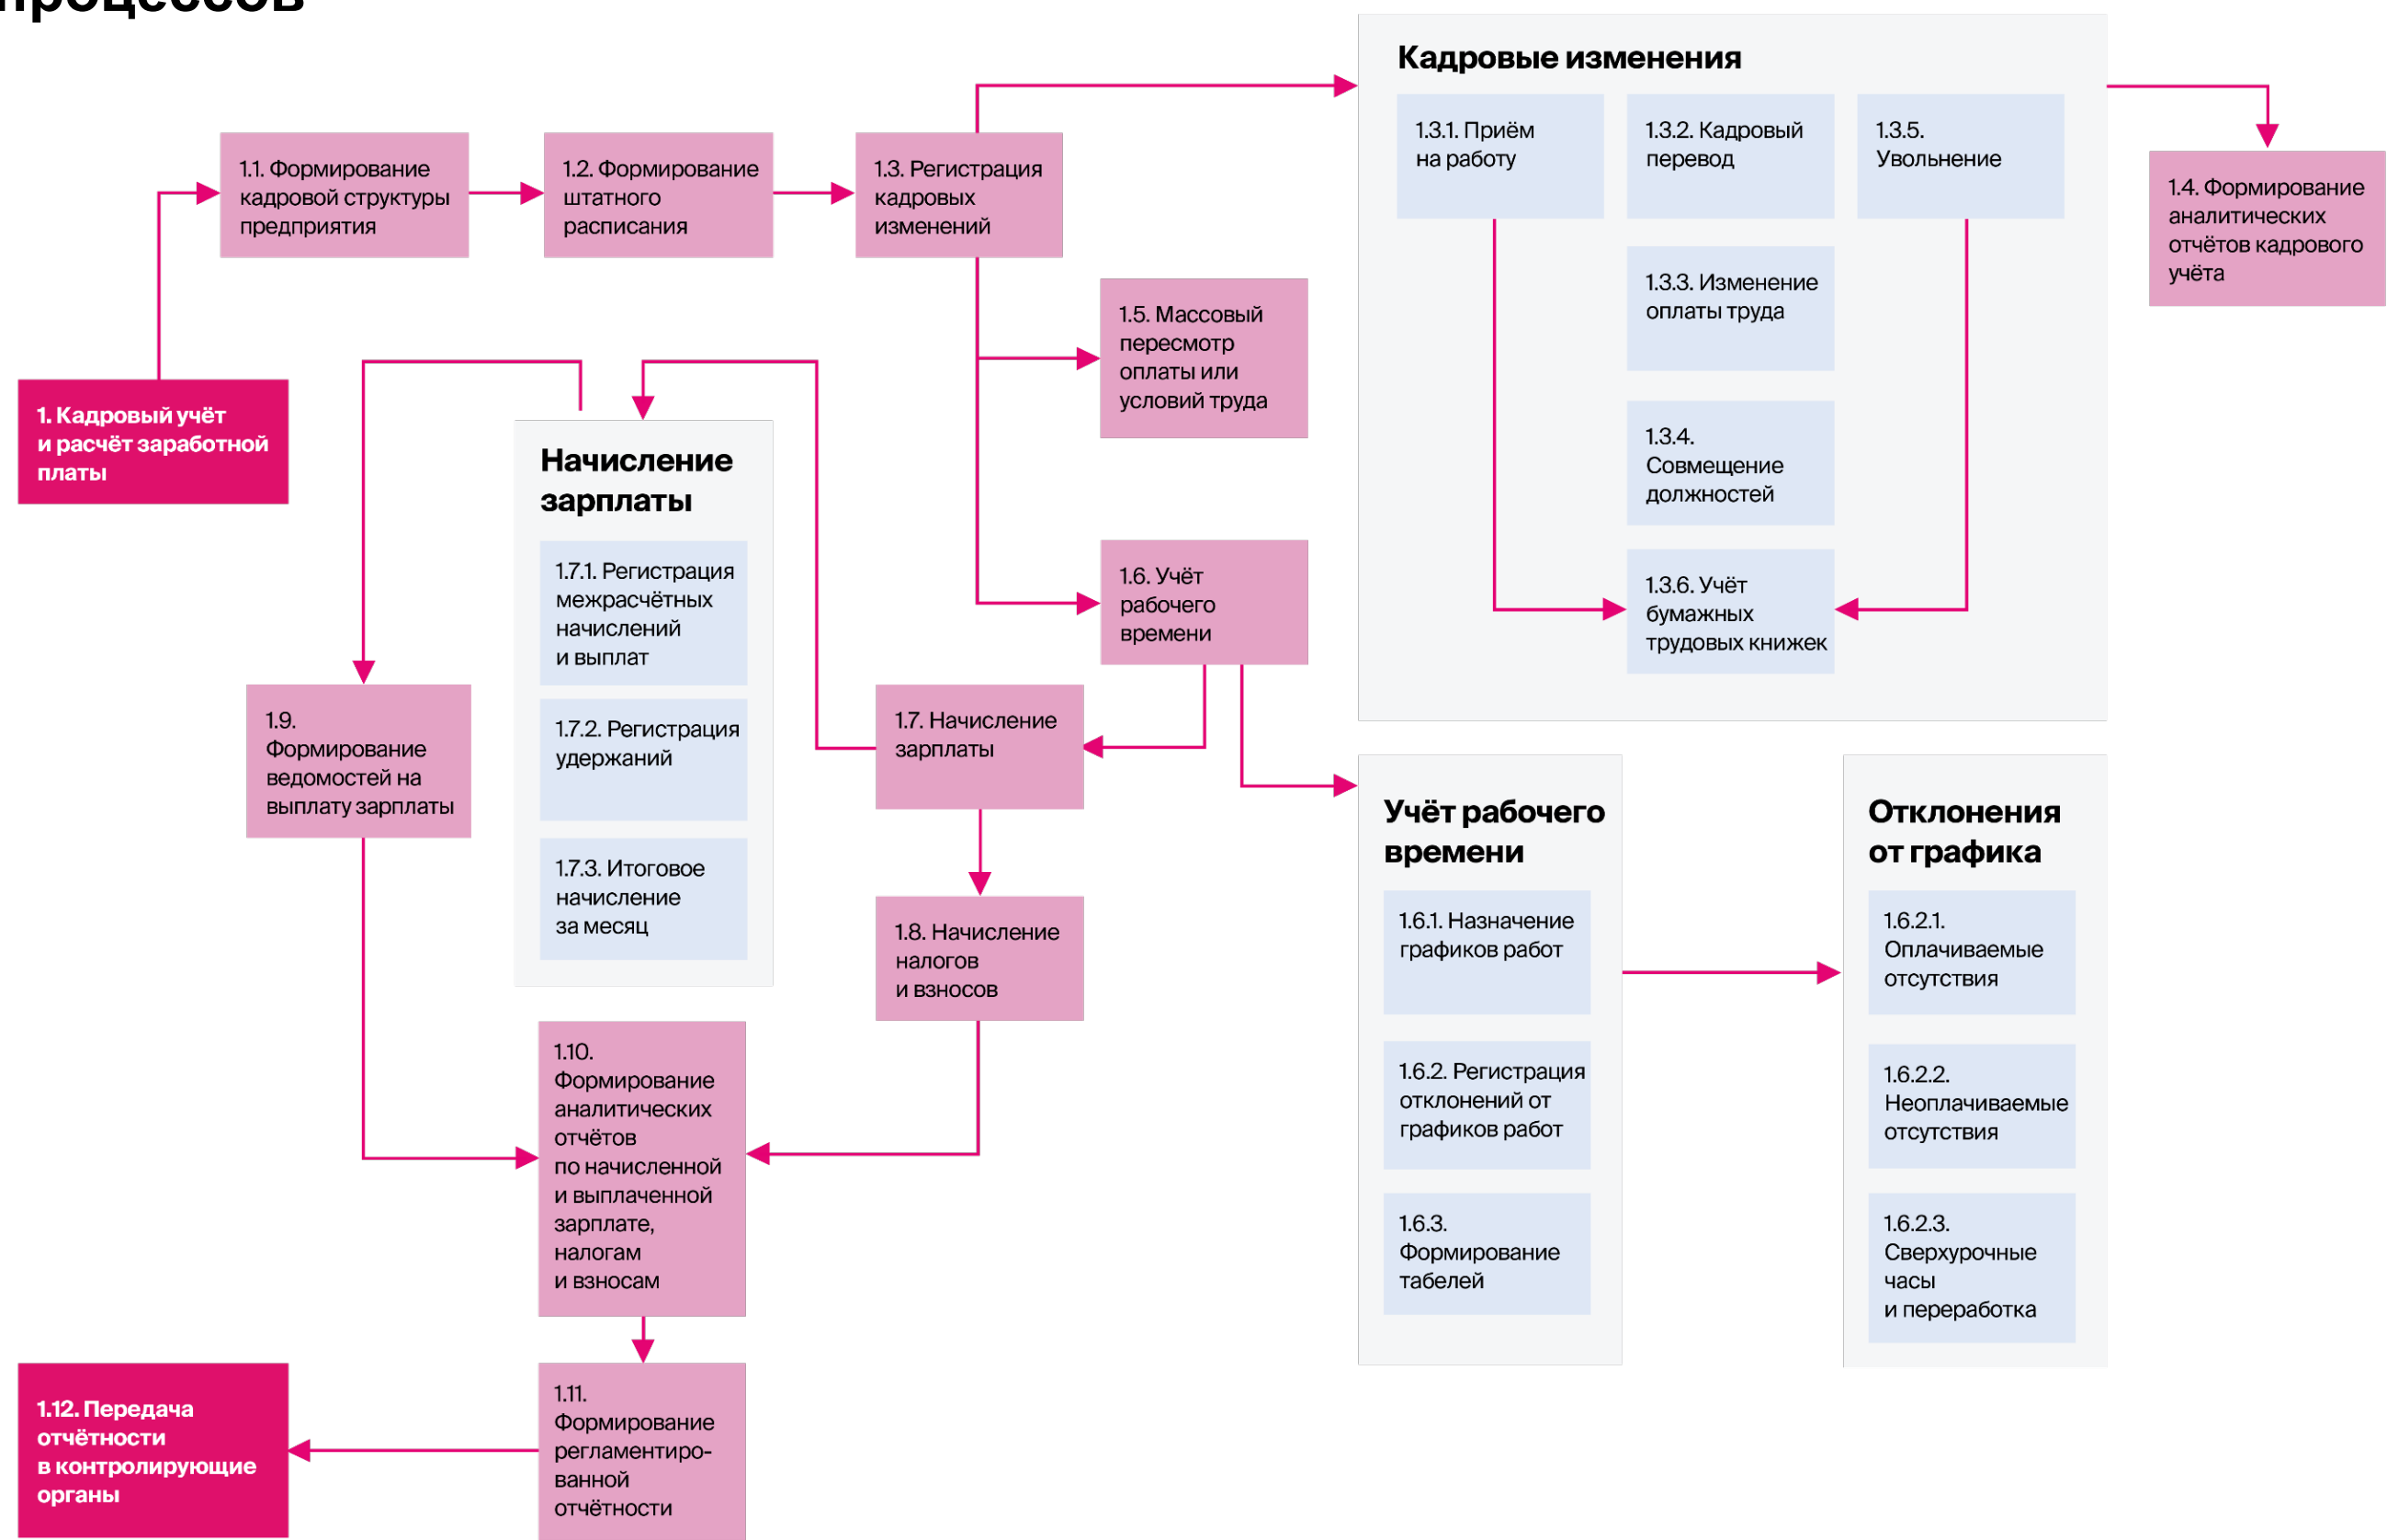 процессов
Кадровые изменения
1.3.1. Приём
на работу
1.3.2. Кадровый
перевод
1.3.5.
Увольнение
1.1. Формирование
кадровой структуры
предприятия
1.2. Формирование
штатного
расписания
1.3. Регистрация
кадровых
изменений
1.4. Формирование
аналитических
отчётов кадрового
учёта
1.3.3. Изменение
оплаты труда
1.5. Массовый
пересмотр
оплаты или
условий труда
1. Кадровый учёт
и расчёт заработной
платы
1.3.4.
Совмещение
должностей
Начисление
зарплаты
1.7.1. Регистрация
межрасчётных
начислений
и выплат
1.7.2. Регистрация
удержаний
1.7.3. Итоговое
начисление
за месяц
1.6. Учёт
рабочего
времени
1.3.6. Учёт
бумажных
трудовых книжек
1.9.
Формирование
ведомостей на
выплату зарплаты
1.7. Начисление
зарплаты
1.8. Начисление
налогов
и взносов
Учёт рабочего
времени
1.6.1. Назначение
графиков работ
1.6.2. Регистрация
отклонений от
графиков работ
1.6.3.
Формирование
табелей
Отклонения
от графика
1.6.2.1.
Оплачиваемые
отсутствия
1.6.2.2.
Неоплачиваемые
отсутствия
1.6.2.3.
Сверхурочные
часы
и переработка
1.10.
Формирование
аналитических
отчётов
по начисленной
и выплаченной
зарплате,
налогам
и взносам
1.11.
Формирование
регламентиро-
ванной
отчётности
1.12. Передача
отчётности
в контролирующие
органы